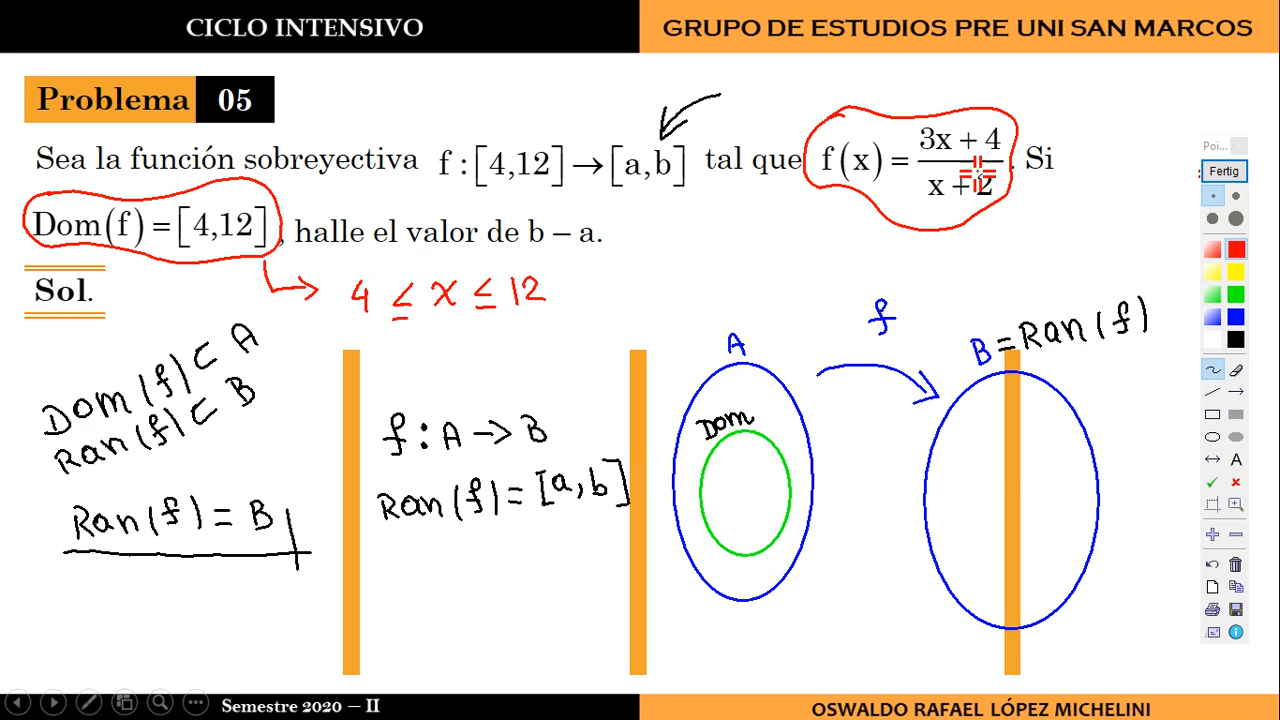 CICLO INTENSIVO
GRUPO DE ESTUDIOS PRE UNI SAN MARCOS
Problema 05
Sea la función sobreyectiva f : [4,12] → [a,b] tal que f(x) = (3x + 4)/(x + 2). Si
Dom(f) = [4,12], halle el valor de b – a.
Sol.
4 ≤ x ≤ 12
Dom(f) ⊂ A
Ran(f) ⊂ B
Ran(f) = B
f : A → B
Ran(f) = [a,b]
A
Dom
f
B = Ran(f)
Poi...
Fertig
A
Semestre 2020 – II
OSWALDO RAFAEL LÓPEZ MICHELINI